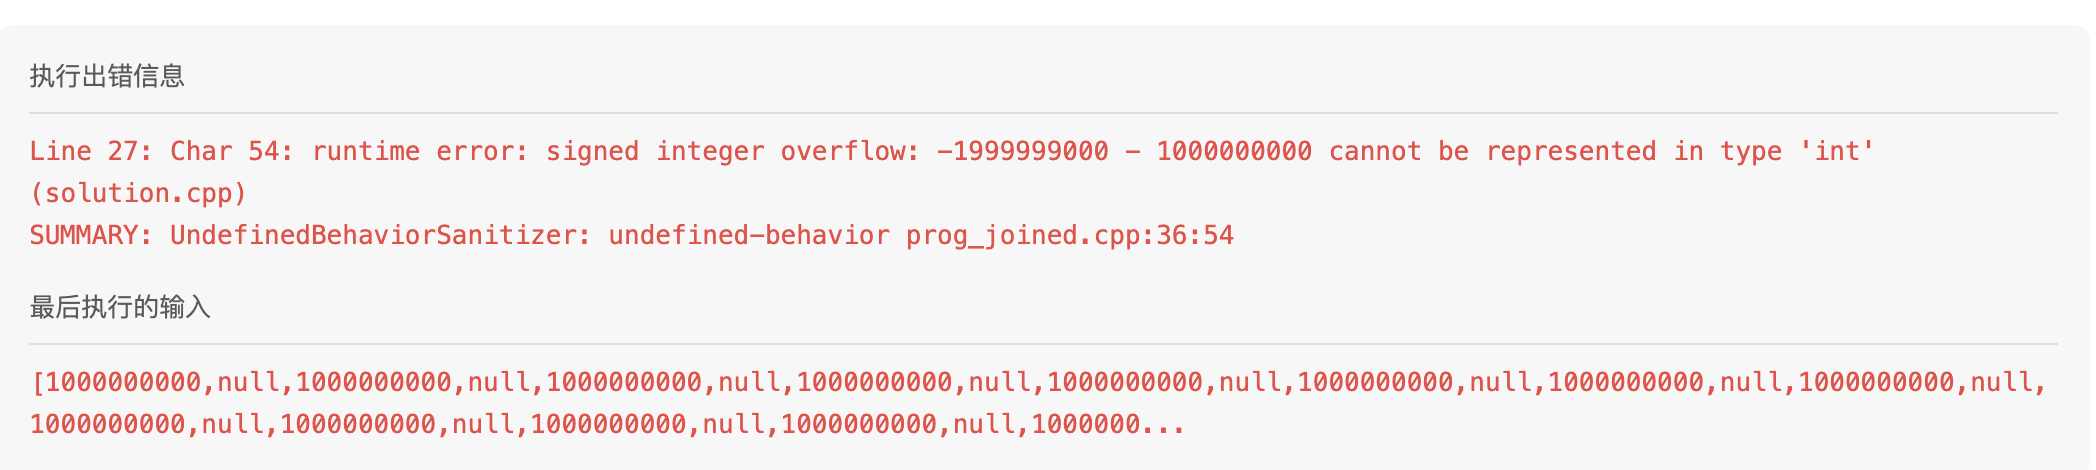 执行出错信息
Line 27: Char 54: runtime error: signed integer overflow: -1999999000 - 1000000000 cannot be represented in type 'int'
(solution.cpp)
SUMMARY: UndefinedBehaviorSanitizer: undefined-behavior prog_joined.cpp:36:54
最后执行的输入
[1000000000,null,1000000000,null,1000000000,null,1000000000,null,1000000000,null,1000000000,null,1000000000,null,1000000000,null,
1000000000,null,1000000000,null,1000000000,null,1000000000,null,1000000...